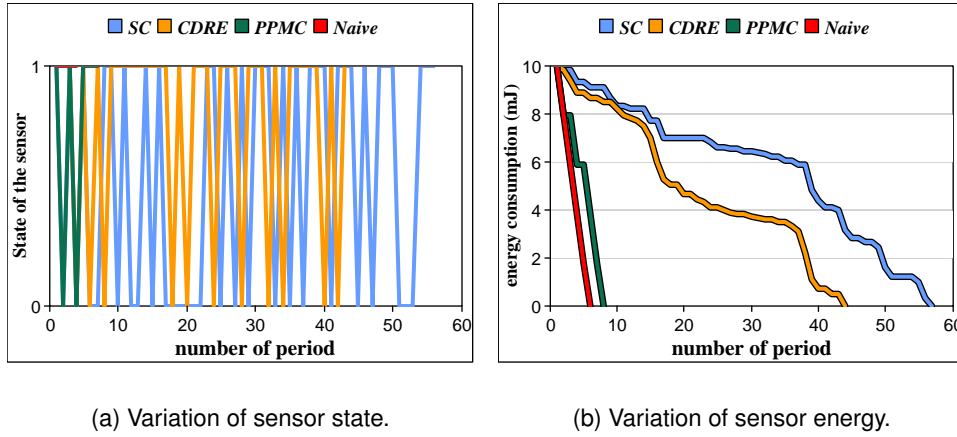 SC CDRE PPMC Naive
State of the sensor
1
0
0 10 20 30 40 50 60
number of period
SC CDRE PPMC Naive
energy consumption (mJ)
10
8
6
4
2
0
0 10 20 30 40 50 60
number of period
(a) Variation of sensor state.
(b) Variation of sensor energy.